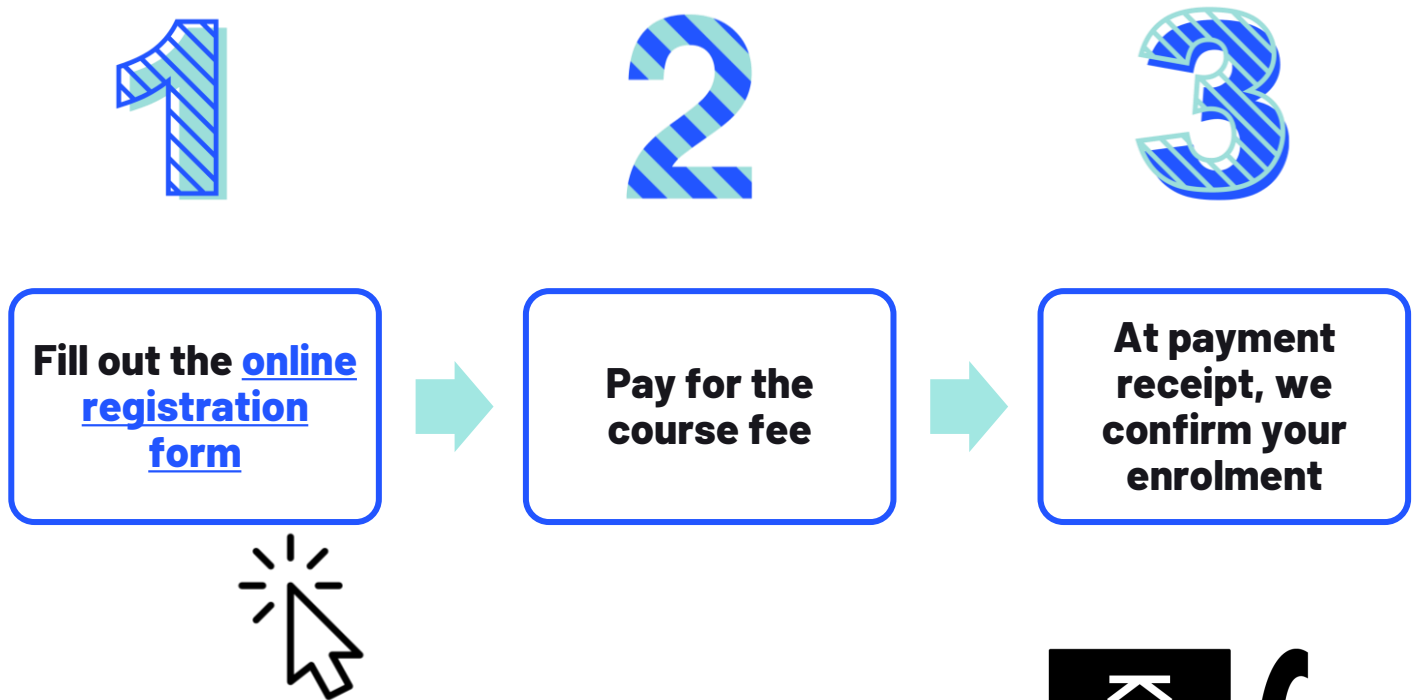 1
2
3
Fill out the online
registration
form
Pay for the
course fee
At payment
receipt, we
confirm your
enrolment